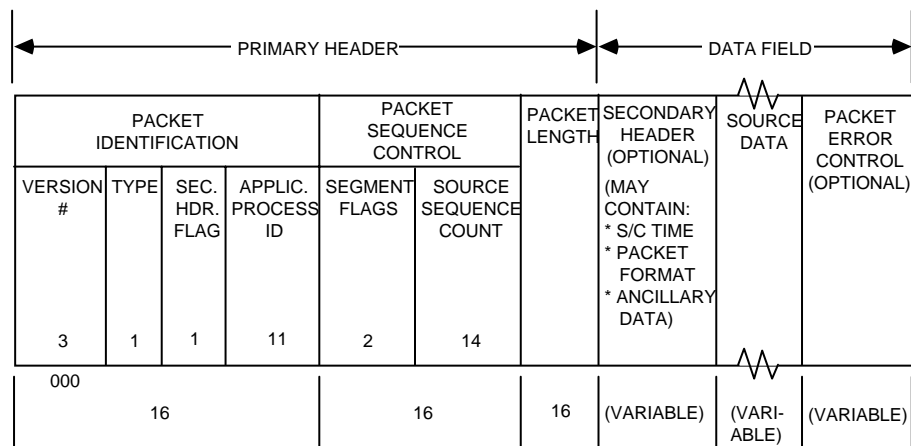 PRIMARY HEADER
DATA FIELD
PACKET
IDENTIFICATION
PACKET
SEQUENCE
CONTROL
PACKET
LENGTH
SECONDARY
HEADER
(OPTIONAL)
(MAY
CONTAIN:
* S/C TIME
* PACKET
FORMAT
* ANCILLARY
DATA)
SOURCE
DATA
PACKET
ERROR
CONTROL
(OPTIONAL)
VERSION
#
TYPE
SEC.
HDR.
FLAG
APPLIC.
PROCESS
ID
SEGMENT
FLAGS
SOURCE
SEQUENCE
COUNT
3
1
1
11
2
14
000
16
16
16
(VARIABLE)
(VARI-
ABLE)
(VARIABLE)